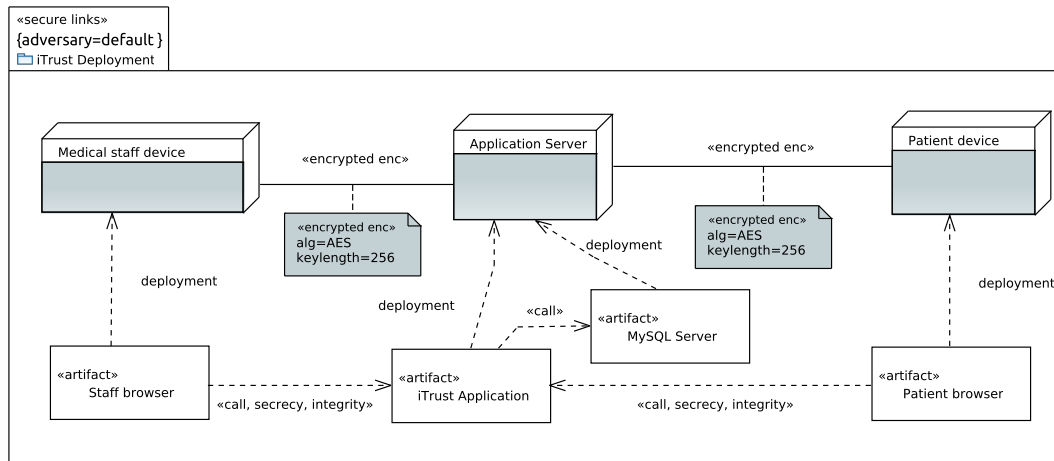 «secure links»
{adversary=default }
iTrust Deployment
Medical staff device
«encrypted enc»
Application Server
«encrypted enc»
Patient device
«encrypted enc»
alg=AES
keylength=256
«encrypted enc»
alg=AES
keylength=256
deployment
deployment
deployment
deployment
«call»
«artifact»
MySQL Server
«artifact»
Staff browser
«call, secrecy, integrity»
«artifact»
iTrust Application
«call, secrecy, integrity»
«artifact»
Patient browser